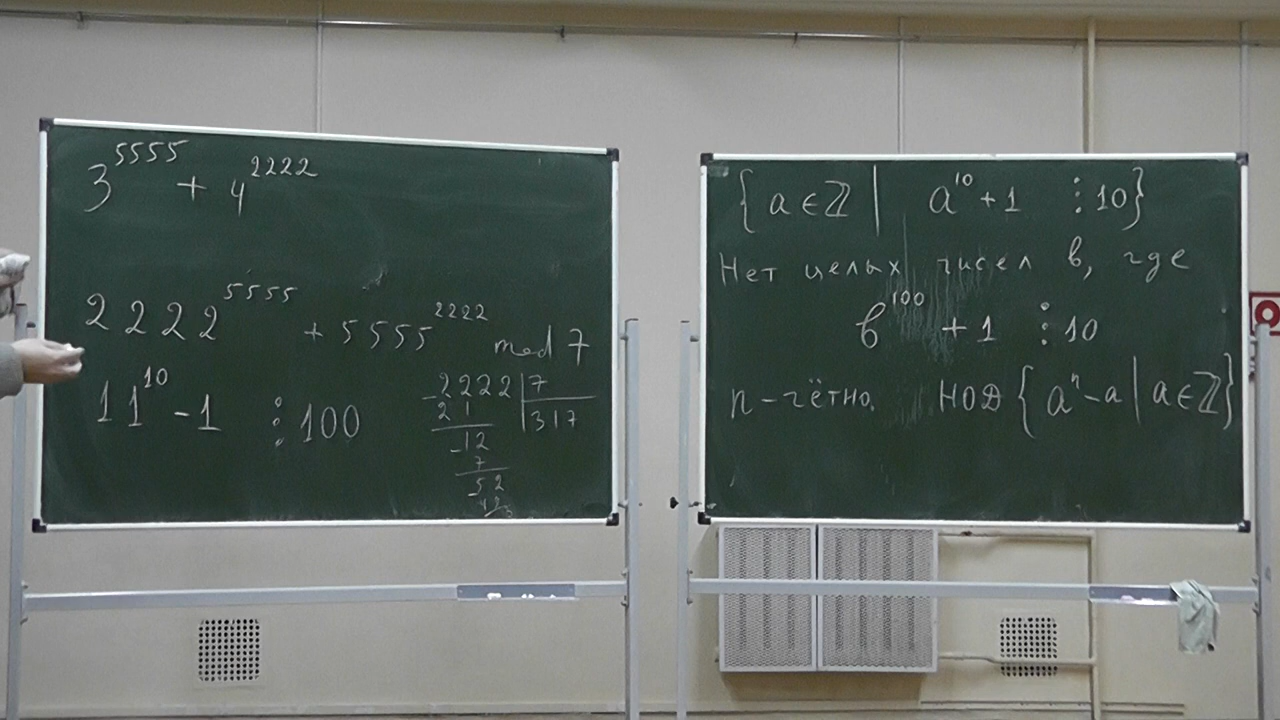 3^5555 + 4^2222
2222^5555 + 5555^2222 mod 7
11^10 - 1 ⋮ 100
2222 | 7
21 317
12
7
52
{ a ∈ ℤ | a^10 + 1 ⋮ 10 }
Нет целых чисел b, где
b^100 + 1 ⋮ 10
n - чётно. НОД { a^n - a | a ∈ ℤ }